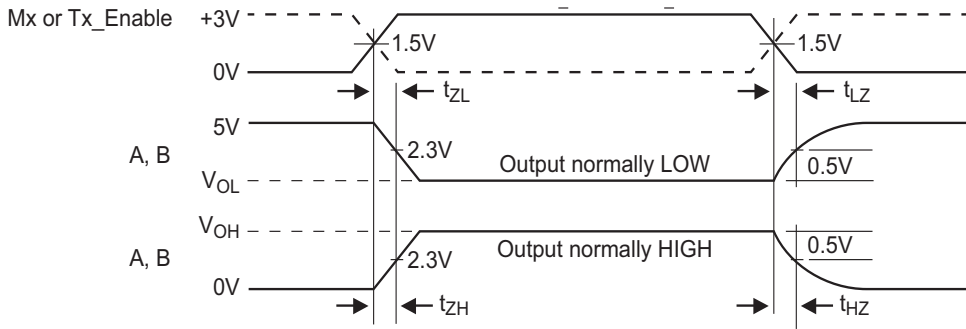 Mx or Tx_Enable
+3V
1.5V
1.5V
0V
tZL
tLZ
5V
A, B
2.3V
Output normally LOW
0.5V
VOL
VOH
A, B
2.3V
Output normally HIGH
0.5V
0V
tZH
tHZ